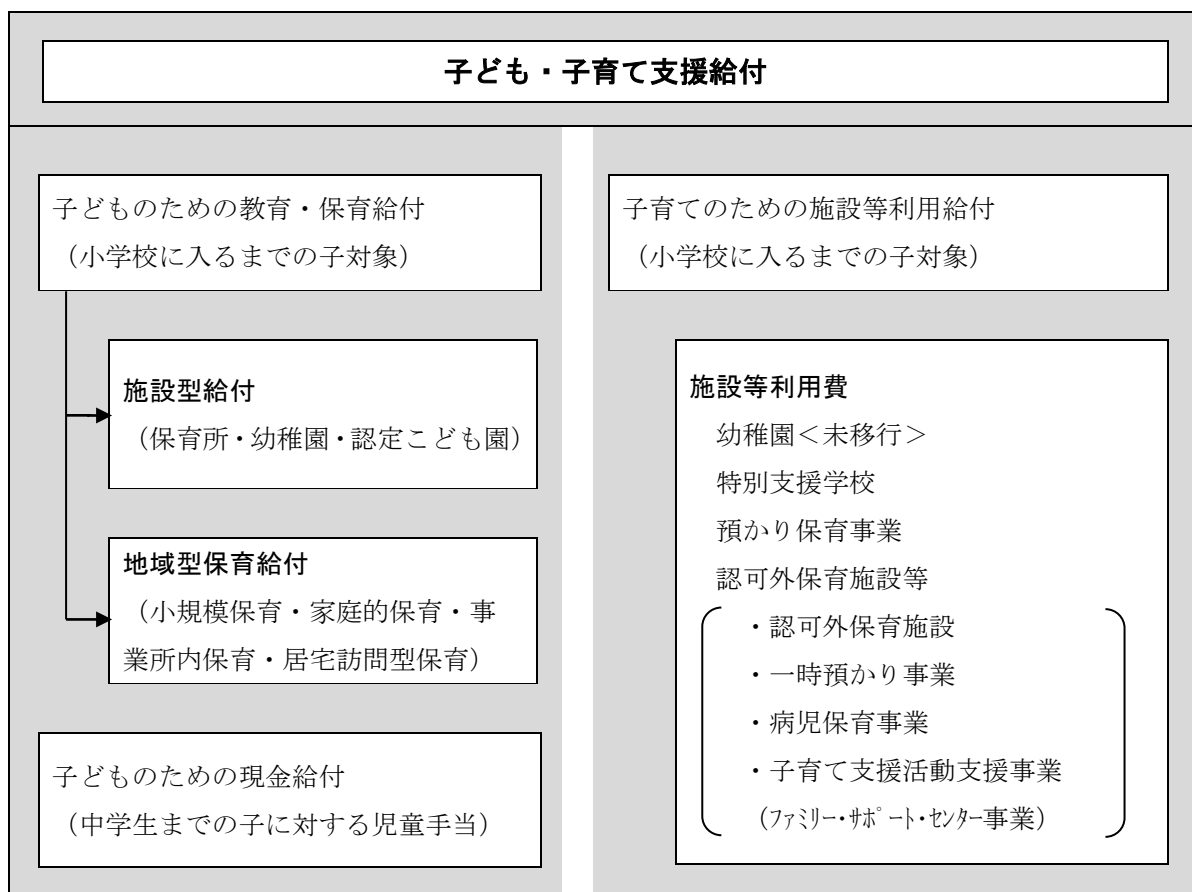 子ども・子育て支援給付
子どものための教育・保育給付
（小学校に入るまでの子対象）
施設型給付
（保育所・幼稚園・認定こども園）
地域型保育給付
（小規模保育・家庭的保育・事
業所内保育・居宅訪問型保育）
子どものための現金給付
（中学生までの子に対する児童手当）
子育てのための施設等利用給付
（小学校に入るまでの子対象）
施設等利用費
幼稚園＜未移行＞
特別支援学校
預かり保育事業
認可外保育施設等
・認可外保育施設
・一時預かり事業
・病児保育事業
・子育て支援活動支援事業
（ﾌｧﾐﾘｰ･ｻﾎﾟｰﾄ･ｾﾝﾀｰ事業）